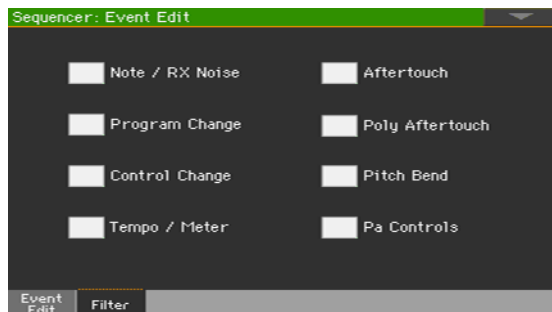 Sequencer: Event Edit
Note / RX Noise
Aftertouch
Program Change
Poly Aftertouch
Control Change
Pitch Bend
Tempo / Meter
Pa Controls
Event
Edit
Filter